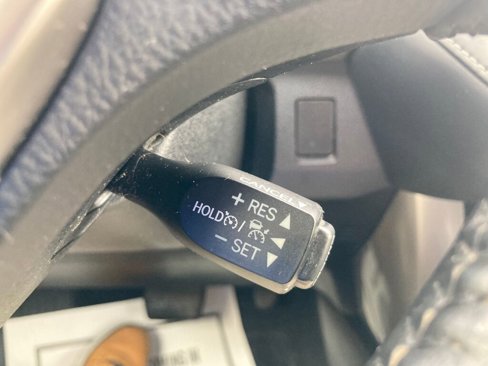 CANCEL
+ RES
HOLD /
− SET